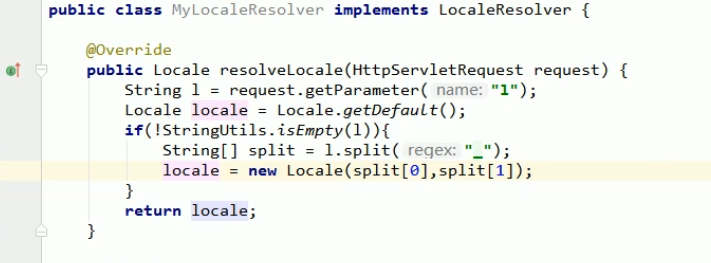 public class MyLocaleResolver implements LocaleResolver {
@Override
public Locale resolveLocale(HttpServletRequest request) {
String l = request.getParameter( name: "l");
Locale locale = Locale.getDefault();
if(!StringUtils.isEmpty(l)){
String[] split = l.split( regex: "_");
locale = new Locale(split[0],split[1]);
}
return locale;
}